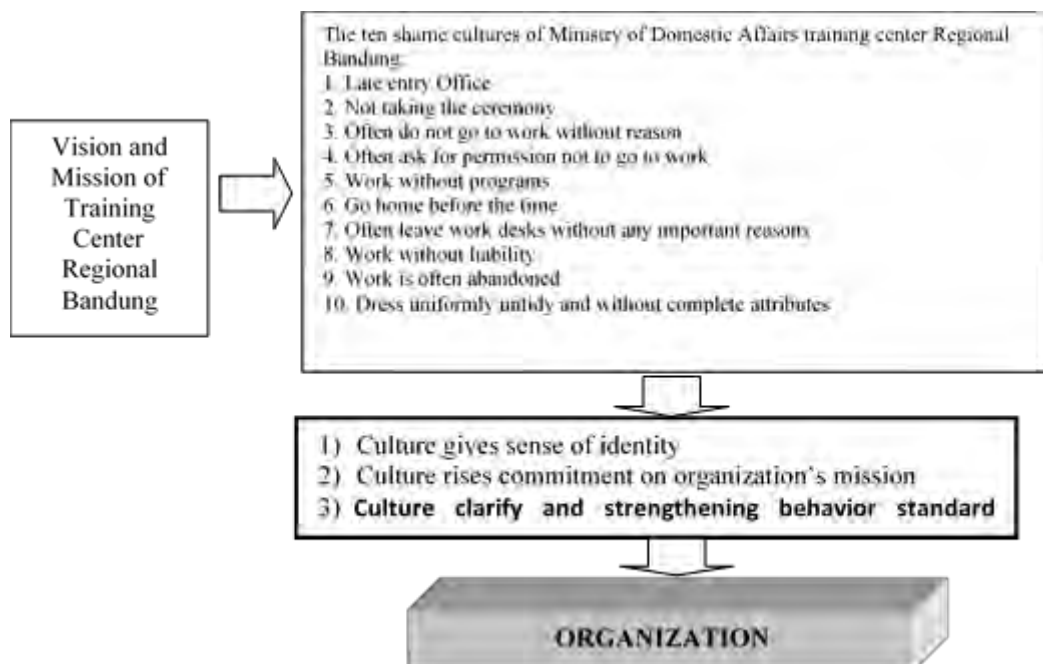 Vision and
Mission of
Training
Center
Regional
Bandung
The ten shame cultures of Ministry of Domestic Affairs training center Regional
Bandung:
1. Late entry Office
2. Not taking the ceremony
3. Often do not go to work without reason
4. Often ask for permission not to go to work
5. Work without programs
6. Go home before the time
7. Often leave work desks without any important reasons
8. Work without liability
9. Work is often abandoned
10. Dress uniformly untidy and without complete attributes
1) Culture gives sense of identity
2) Culture rises commitment on organization's mission
3) Culture clarify and strengthening behavior standard
ORGANIZATION